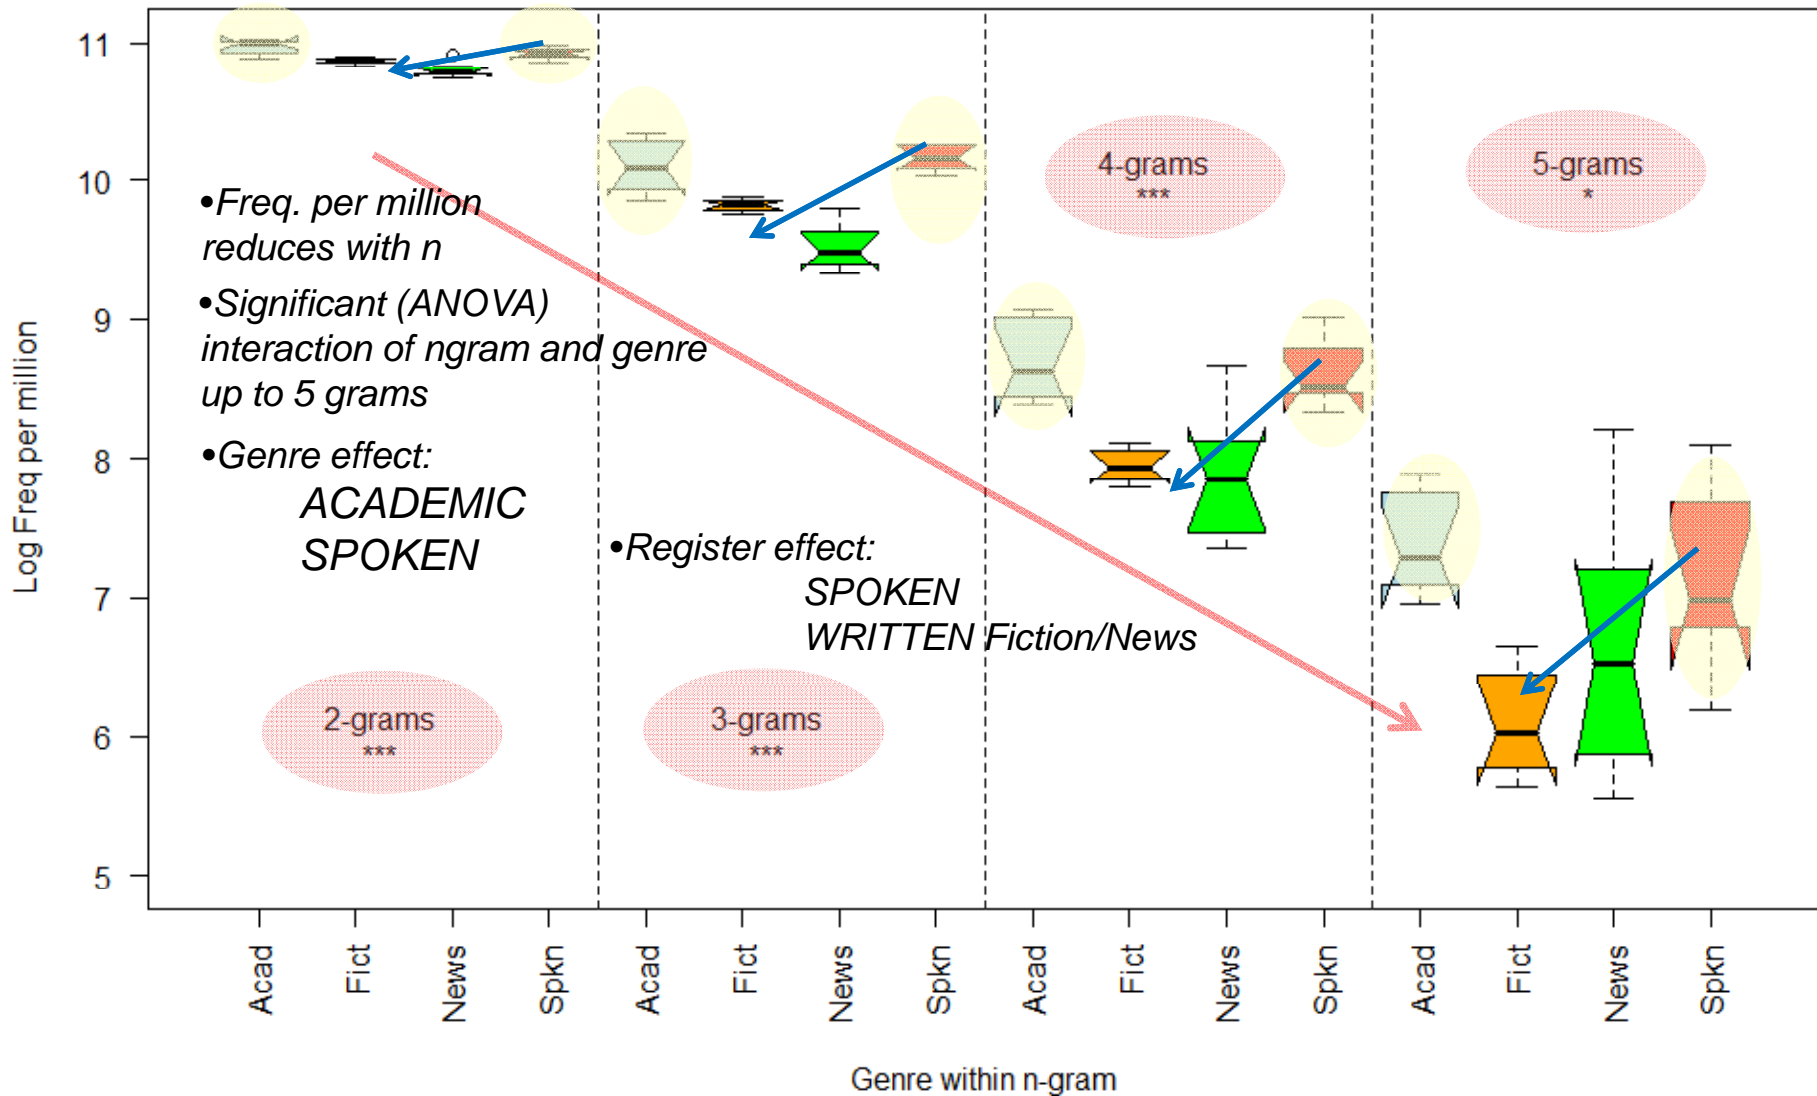 11
10
9
8
7
6
5
Log Freq per million
•Freq. per million
reduces with n
•Significant (ANOVA)
interaction of ngram and genre
up to 5 grams
•Genre effect:
ACADEMIC
SPOKEN
•Register effect:
SPOKEN
WRITTEN Fiction/News
2-grams
***
3-grams
***
4-grams
***
5-grams
*
Acad
Fict
News
Spkn
Acad
Fict
News
Spkn
Acad
Fict
News
Spkn
Acad
Fict
News
Spkn
Genre within n-gram